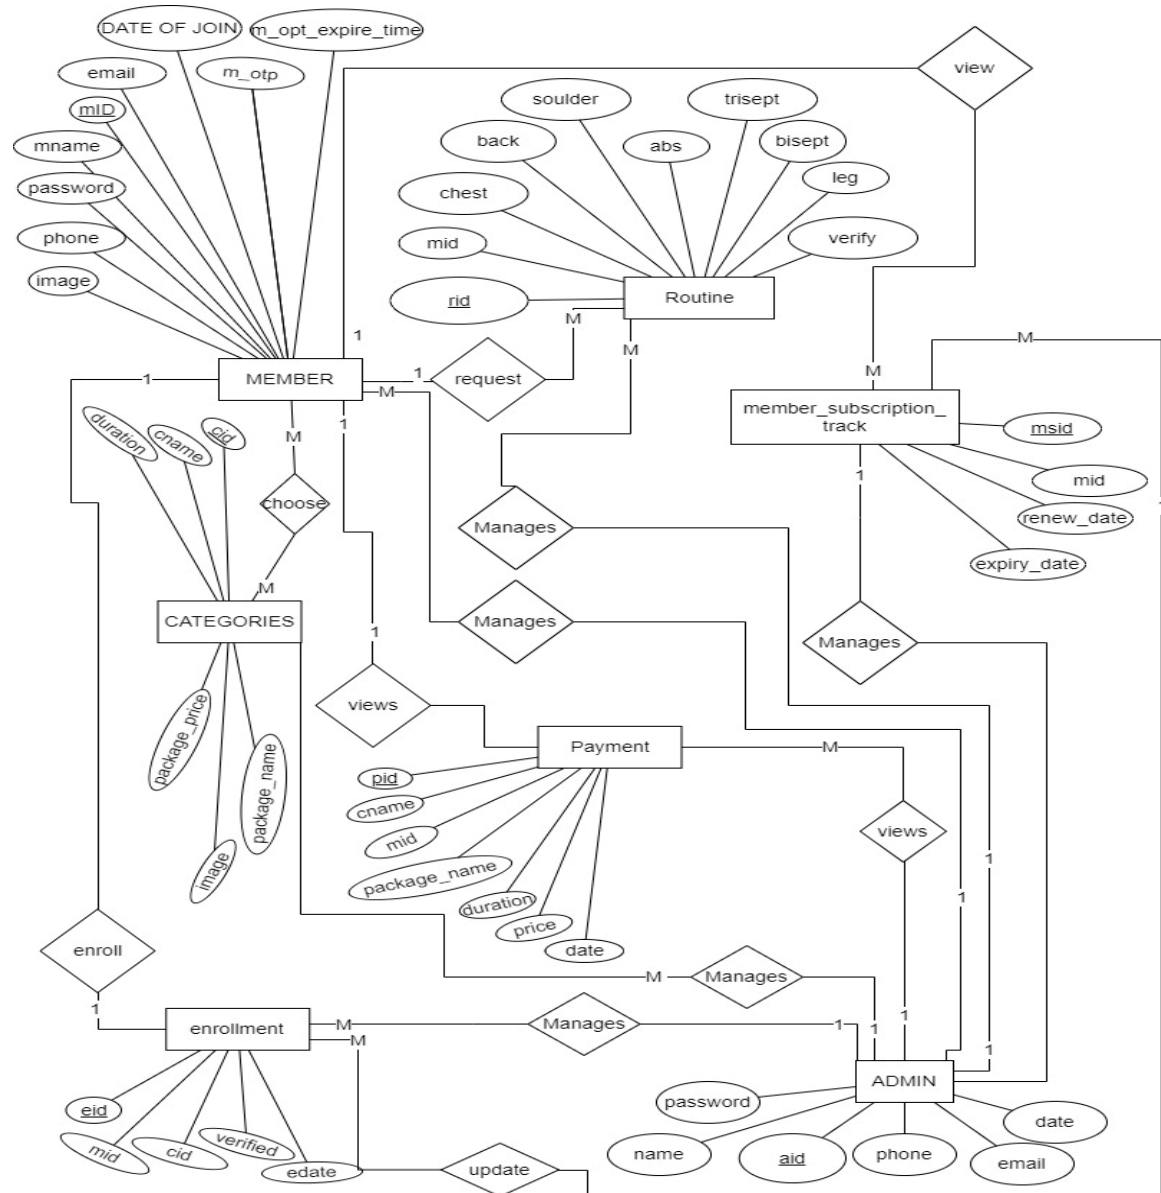 DATE OF JOIN
m_opt_expire_time
email
m_otp
mID
mname
password
phone
image
view
soulder
trisept
back
abs
bisept
chest
leg
mid
verify
rid
Routine
M
M
M
1
M
MEMBER
1
request
1
M
1
member_subscription_
track
msid
mid
renew_date
expiry_date
duration
cname
cid
M
choose
M
1
Manages
CATEGORIES
Manages
1
Manages
package_price
package_name
image
views
Payment
M
pid
cname
mid
package_name
duration
price
date
views
1
1
enroll
M
Manages
1
enrollment
M
Manages
1
1
1
M
1
eid
mid
cid
verified
edate
update
ADMIN
password
name
aid
phone
email
date